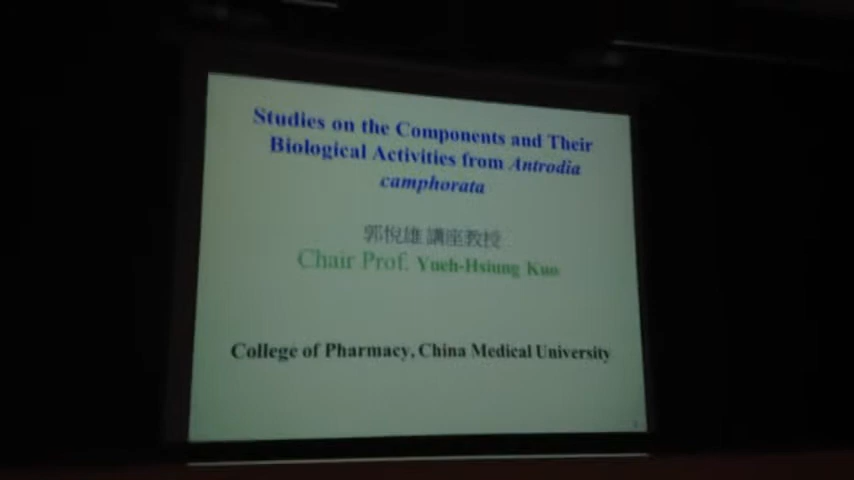 Studies on the Components and Their
Biological Activities from Antrodia
camphorata
郭悅雄 講座教授
Chair Prof. Yueh-Hsiung Kuo
College of Pharmacy, China Medical University